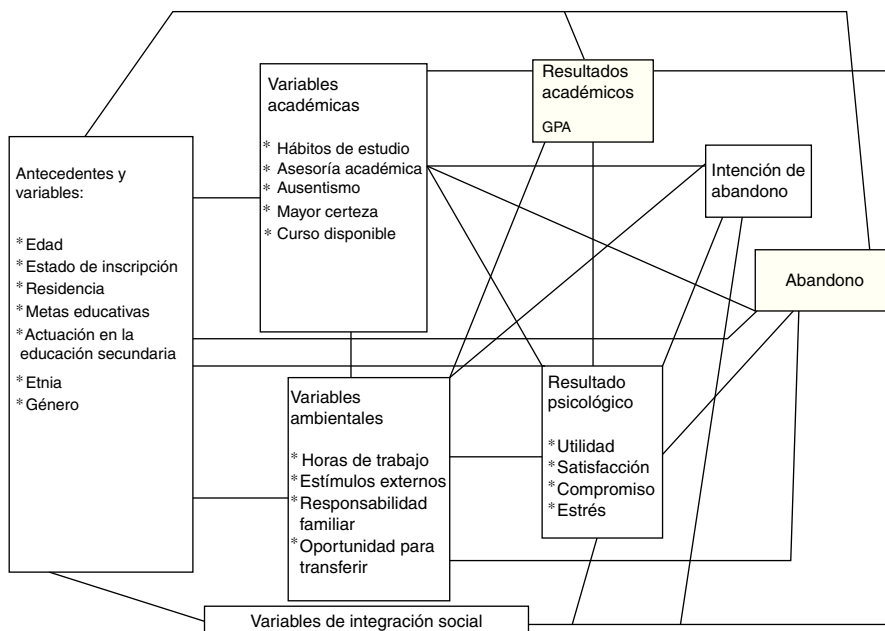 Antecedentes y
variables:
* Edad
* Estado de inscripción
* Residencia
* Metas educativas
* Actuación en la
educación secundaria
* Etnia
* Género
Variables
académicas
* Hábitos de estudio
* Asesoría académica
* Ausentismo
* Mayor certeza
* Curso disponible
Variables
ambientales
* Horas de trabajo
* Estímulos externos
* Responsabilidad
familiar
* Oportunidad para
transferir
Variables de integración social
Resultados
académicos
GPA
Resultado
psicológico
* Utilidad
* Satisfacción
* Compromiso
* Estrés
Intención de
abandono
Abandono